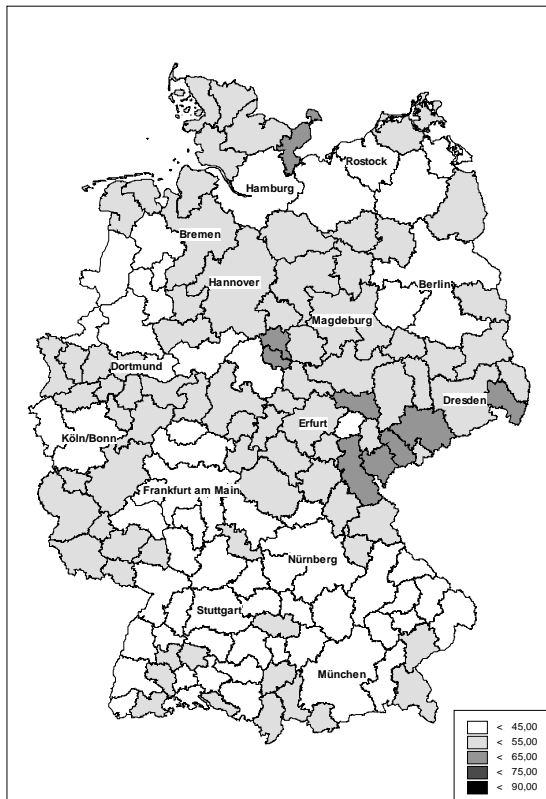 Rostock
Hamburg
Bremen
Hannover
Berlin
Magdeburg
Dortmund
Dresden
Erfurt
Köln/Bonn
Frankfurt am Main
Nürnberg
Stuttgart
München
< 45,00
< 55,00
< 65,00
< 75,00
< 90,00